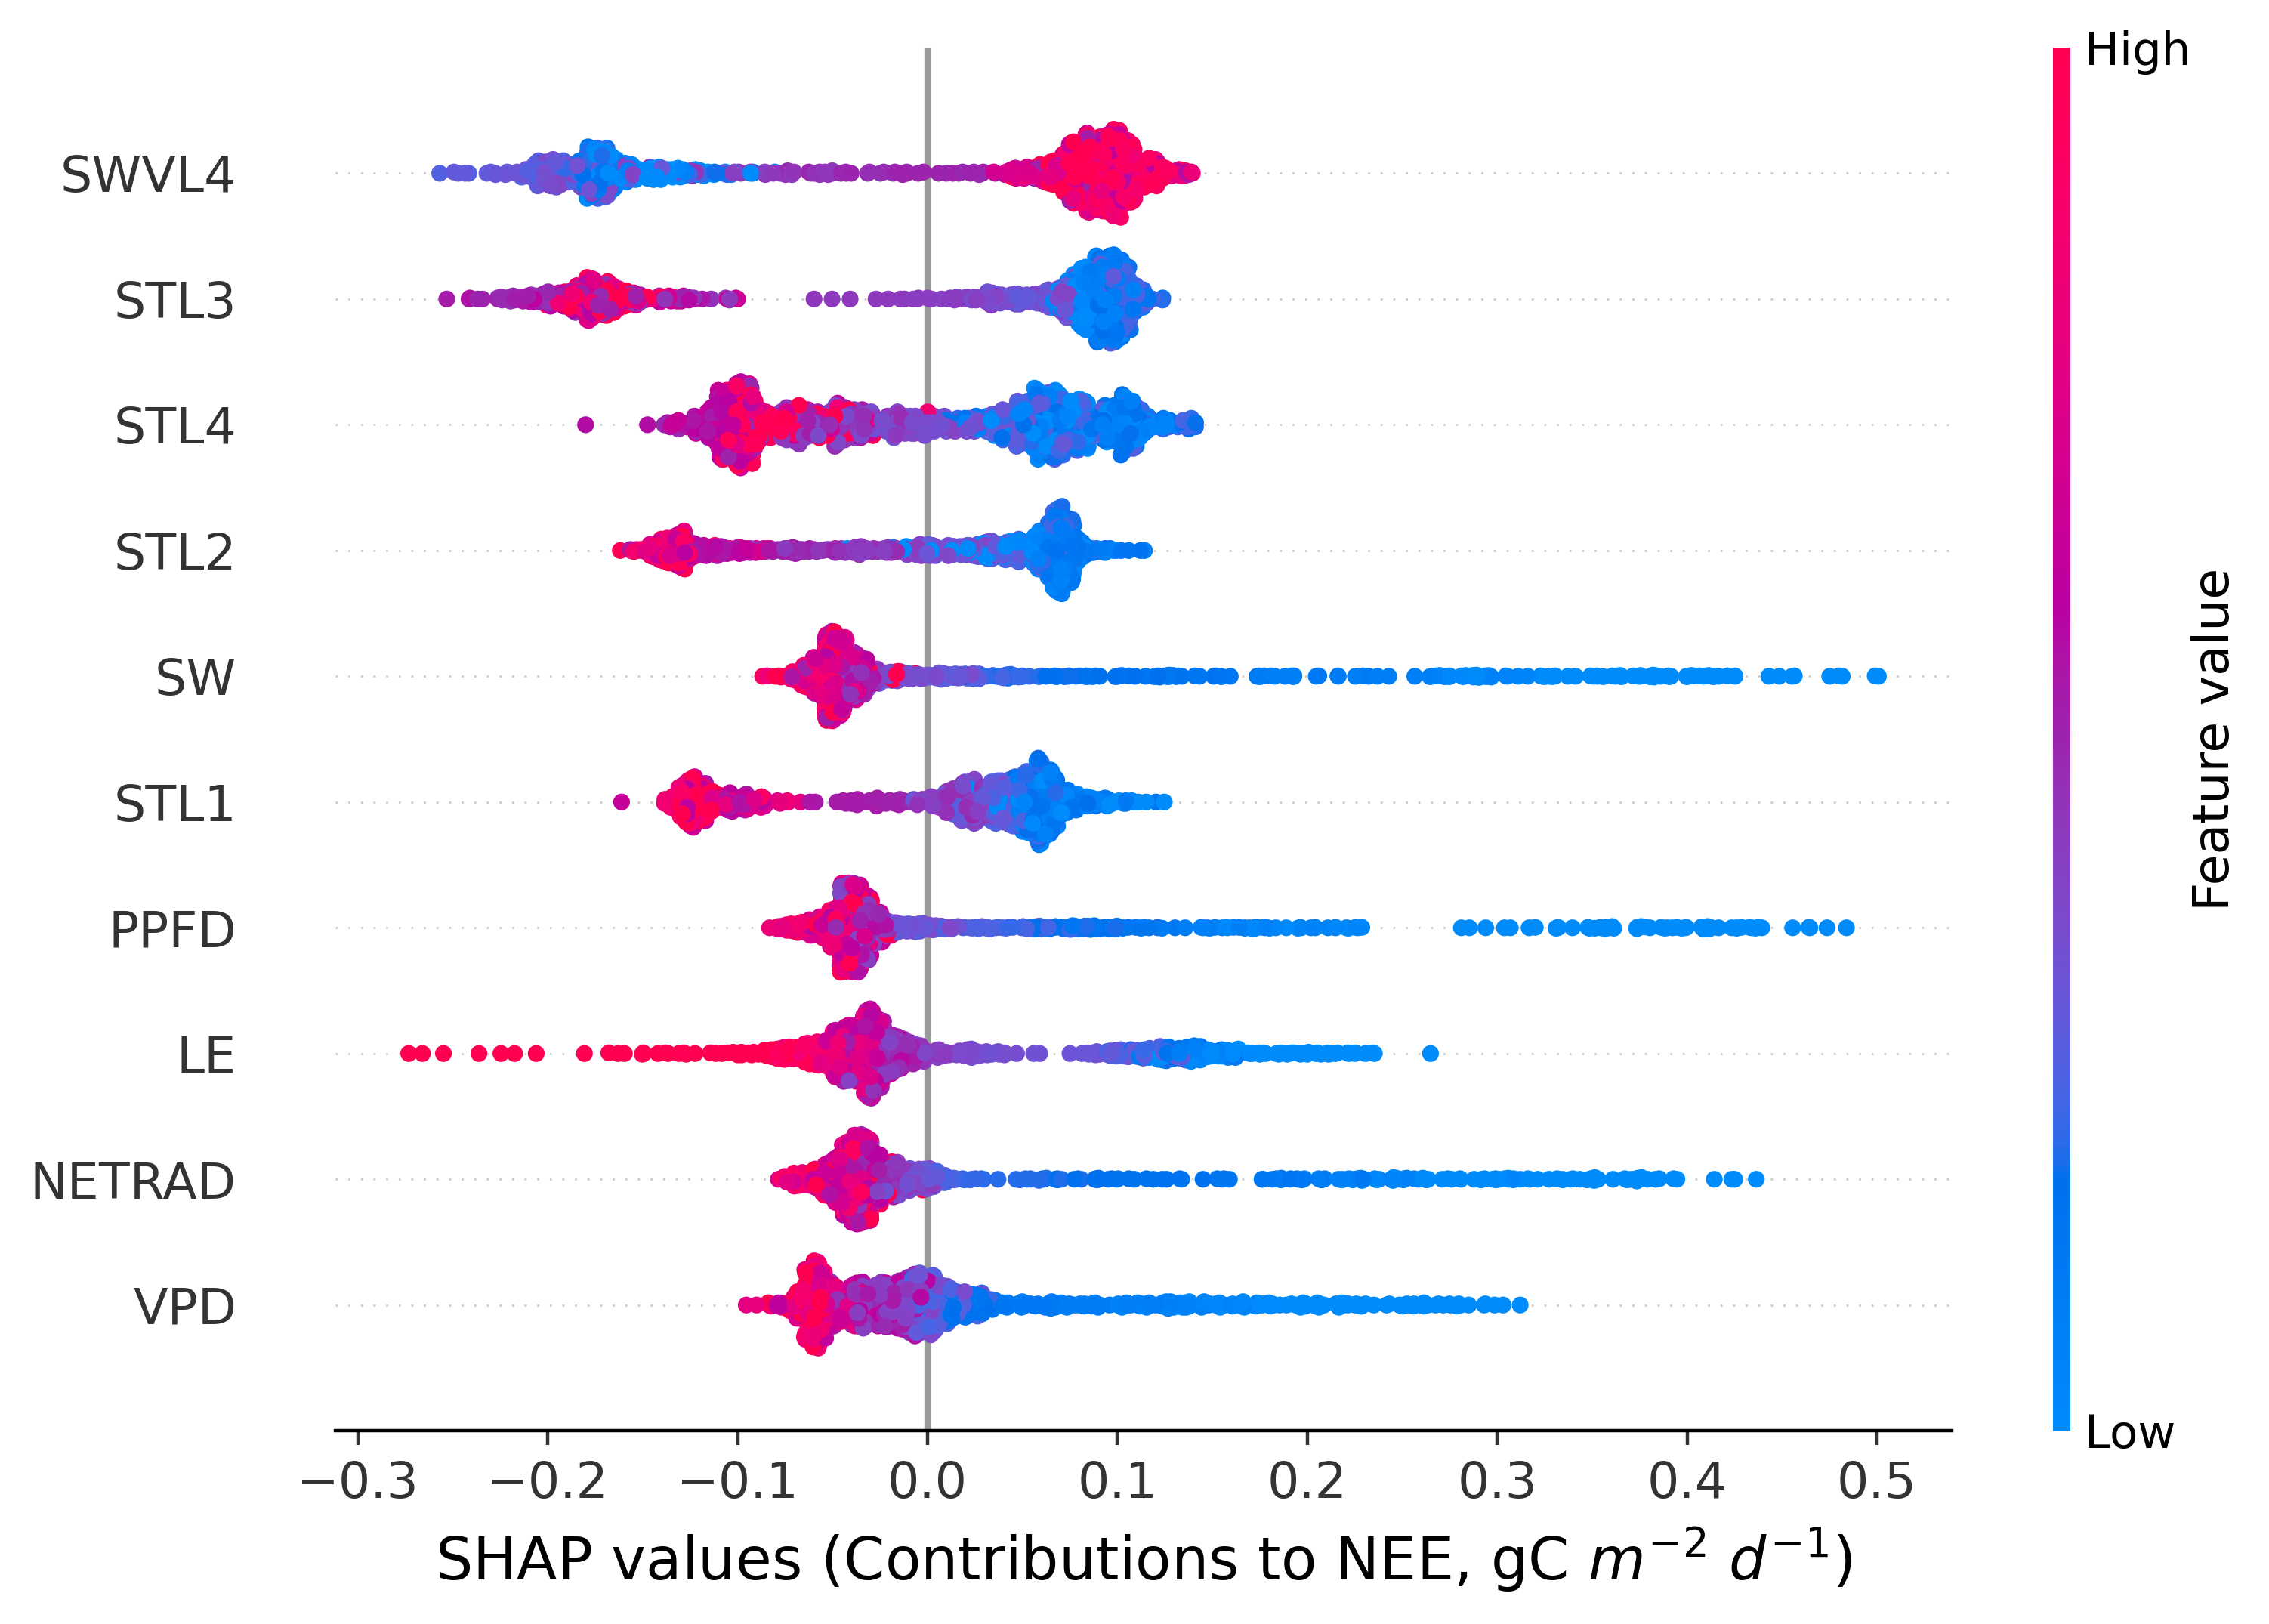 High
SWVL4
STL3
STL4
STL2
SW
STL1
PPFD
LE
NETRAD
VPD
Feature value
Low
−0.3 −0.2 −0.1 0.0 0.1 0.2 0.3 0.4 0.5
SHAP values (Contributions to NEE, gC m⁻² d⁻¹)